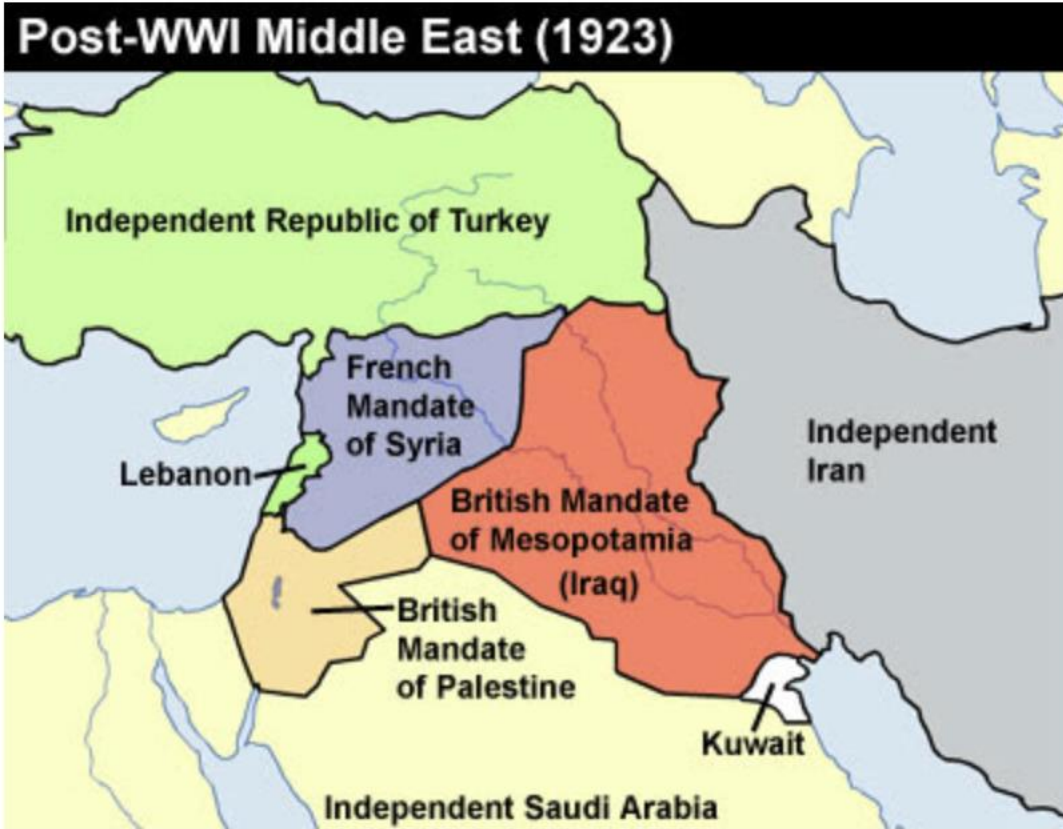 Post-WWI Middle East (1923)
Independent Republic of Turkey
French
Mandate
of Syria
Lebanon
Independent
Iran
British Mandate
of Mesopotamia
(Iraq)
British
Mandate
of Palestine
Kuwait
Independent Saudi Arabia